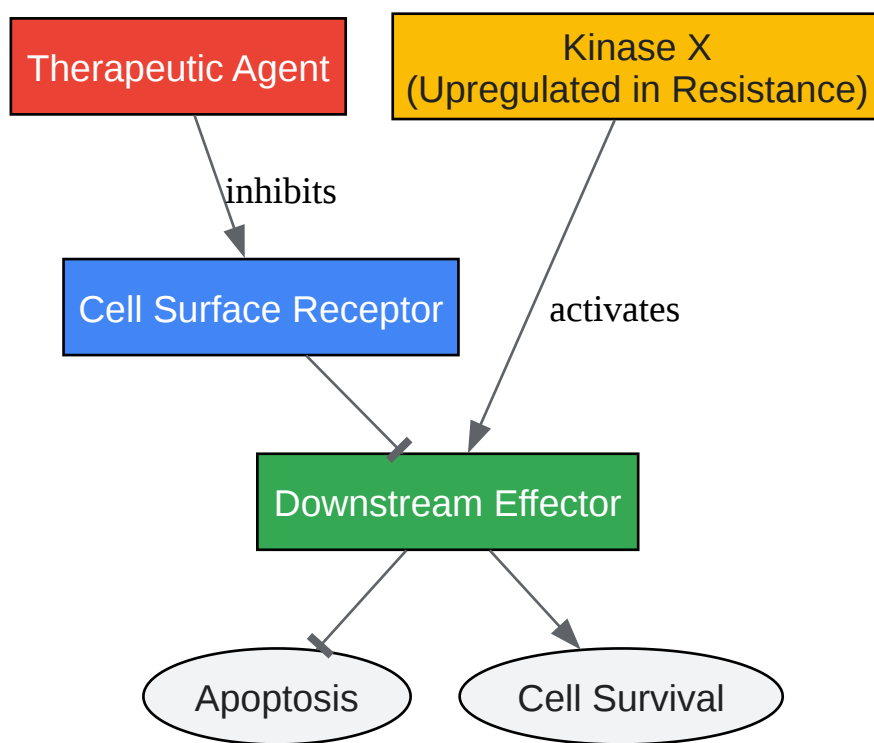 Therapeutic Agent
Kinase X
(Upregulated in Resistance)
inhibits
Cell Surface Receptor
activates
Downstream Effector
Apoptosis
Cell Survival